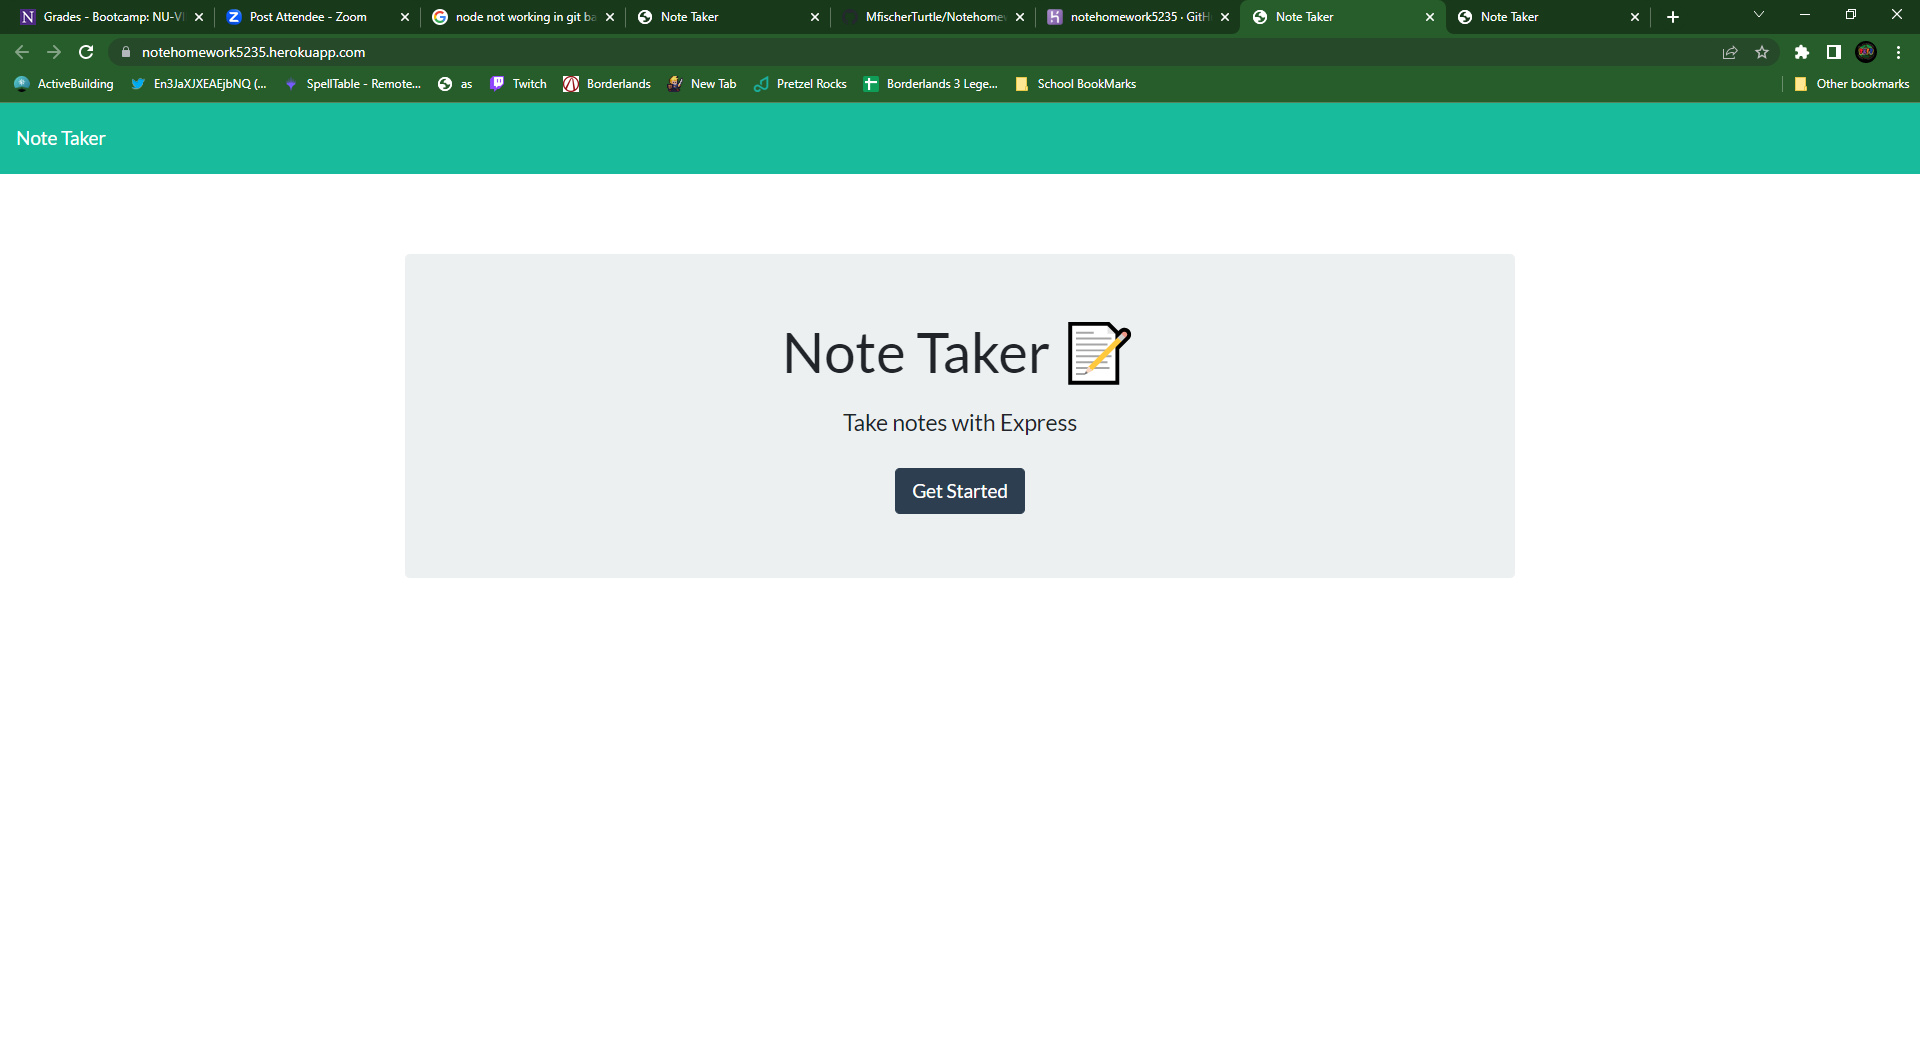 Grades - Bootcamp: NU-VI
Post Attendee - Zoom
node not working in git ba
Note Taker
MfischerTurtle/Notehomew
notehomework5235 · GitH
Note Taker
Note Taker
notehomework5235.herokuapp.com
ActiveBuilding
En3JaXJXEAEjbNQ (...
SpellTable - Remote...
as
Twitch
Borderlands
New Tab
Pretzel Rocks
Borderlands 3 Lege...
School BookMarks
Other bookmarks
Note Taker
Note Taker
Take notes with Express
Get Started